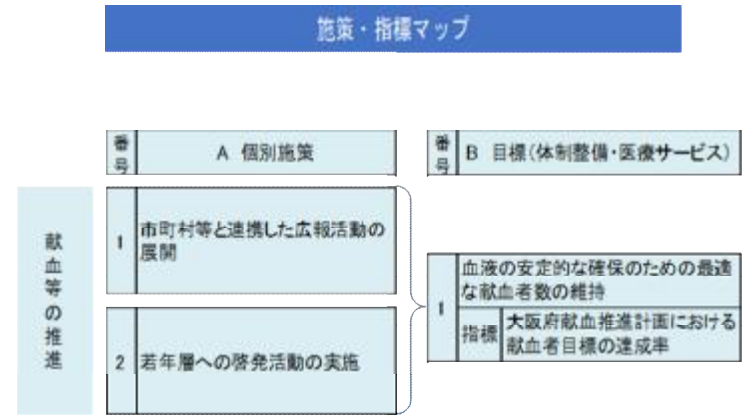 施策・指標マップ
番号
A 個別施策
番号
B 目標(体制整備・医療サービス)
献血等の推進
1
市町村等と連携した広報活動の
展開
2
若年層への啓発活動の実施
1
血液の安定的な確保のための最適
な献血者数の維持
指標
大阪府献血推進計画における
献血者目標の達成率